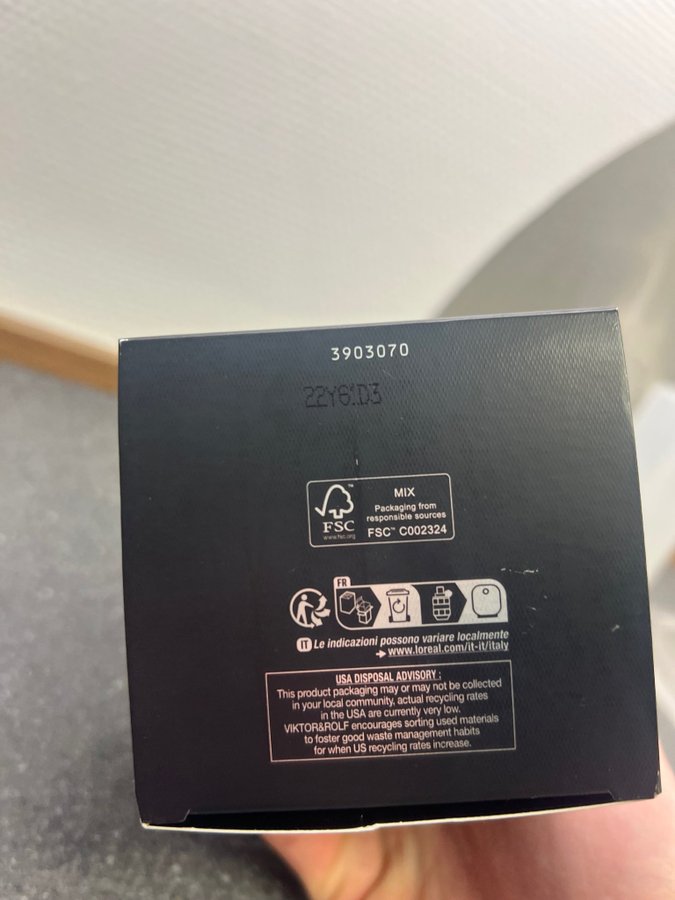 3903070
FSC™
www.fsc.org
MIX
Packaging from
responsible sources
FSC™ C002324
FR
IT Le indicazioni possono variare localmente
www.loreal.com/it-it/italy
USA DISPOSAL ADVISORY :
This product packaging may or may not be collected
in your local community, actual recycling rates
in the USA are currently very low.
VIKTOR&ROLF encourages sorting used materials
to foster good waste management habits
for when US recycling rates increase.